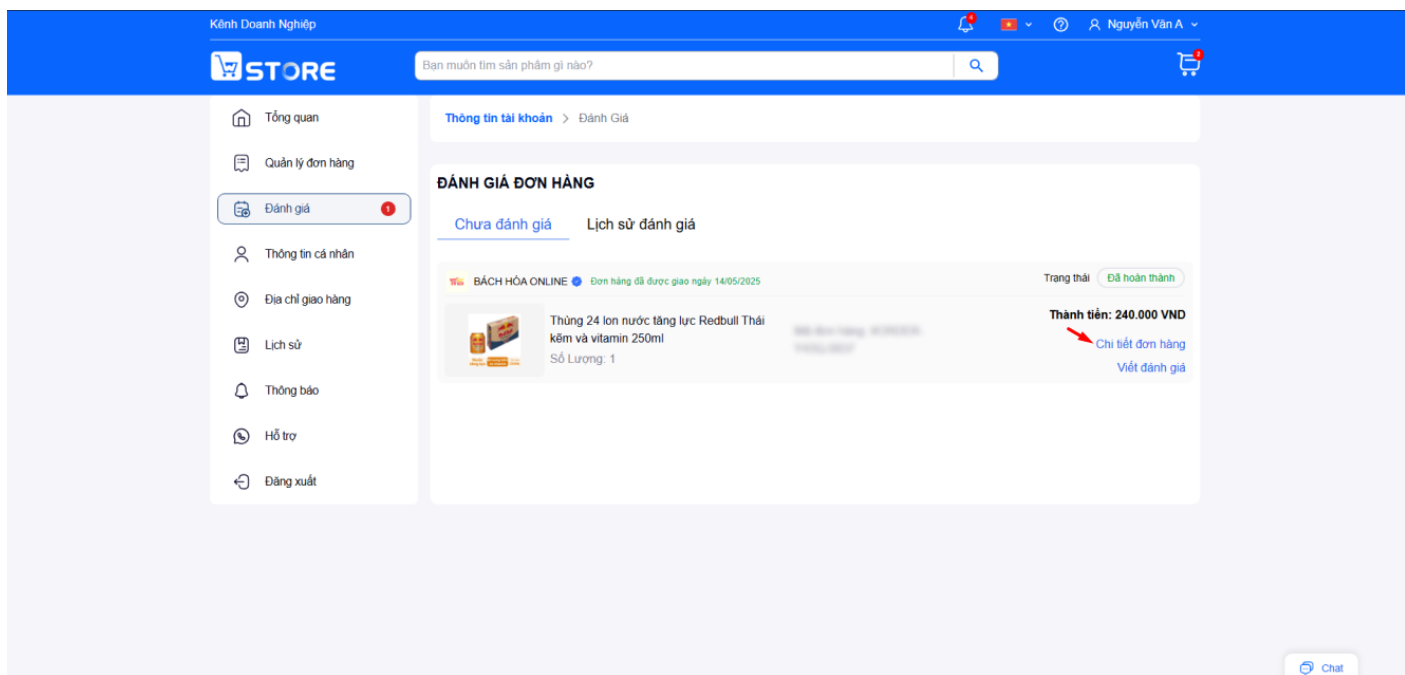 Kênh Doanh Nghiệp
4
Nguyễn Văn A
STORE
Bạn muốn tìm sản phẩm gì nào?
2
Tổng quan
Thông tin tài khoản > Đánh Giá
Quản lý đơn hàng
ĐÁNH GIÁ ĐƠN HÀNG
Đánh giá 1
Chưa đánh giá Lịch sử đánh giá
Thông tin cá nhân
BÁCH HÓA ONLINE Đơn hàng đã được giao ngày 14/05/2025 Trạng thái Đã hoàn thành
Địa chỉ giao hàng
Thùng 24 lon nước tăng lực Redbull Thái
kẽm và vitamin 250ml
Số Lượng: 1
Thành tiền: 240.000 VND
Chi tiết đơn hàng
Viết đánh giá
Lịch sử
Thông báo
Hỗ trợ
Đăng xuất
Chat